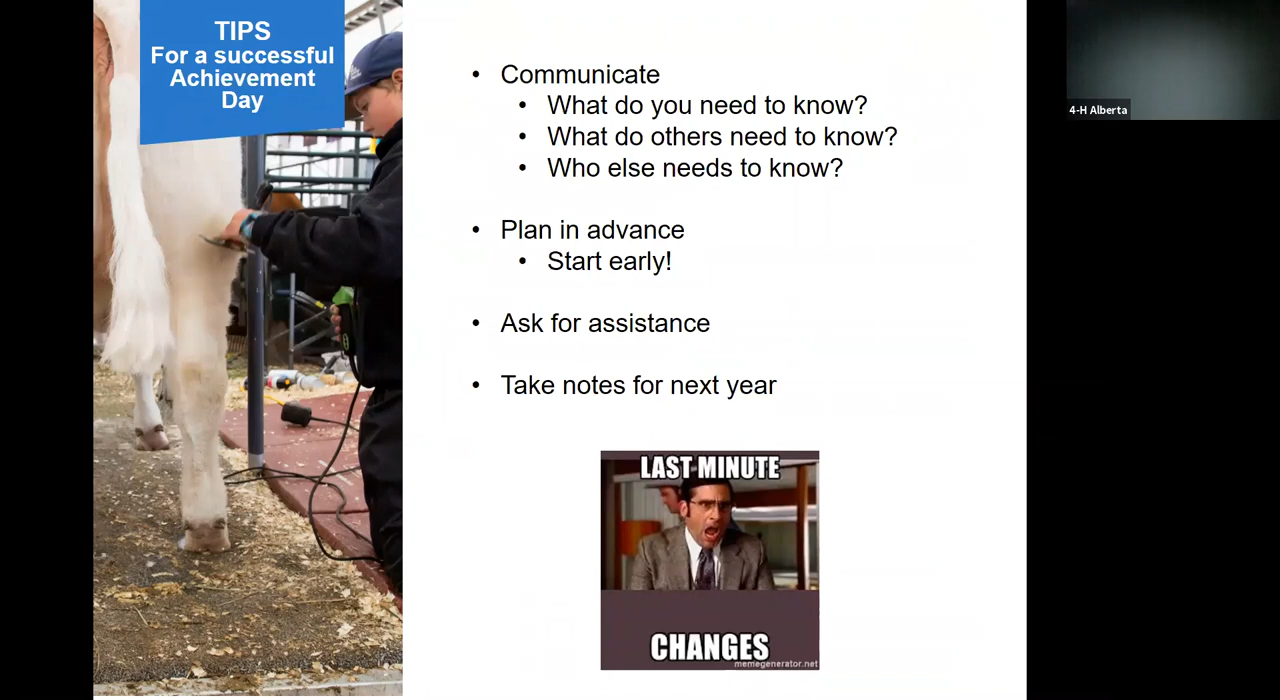 TIPS
For a successful
Achievement
Day
• Communicate
• What do you need to know?
• What do others need to know?
• Who else needs to know?
• Plan in advance
• Start early!
• Ask for assistance
• Take notes for next year
LAST MINUTE
CHANGES
memegenerator.net
4-H Alberta